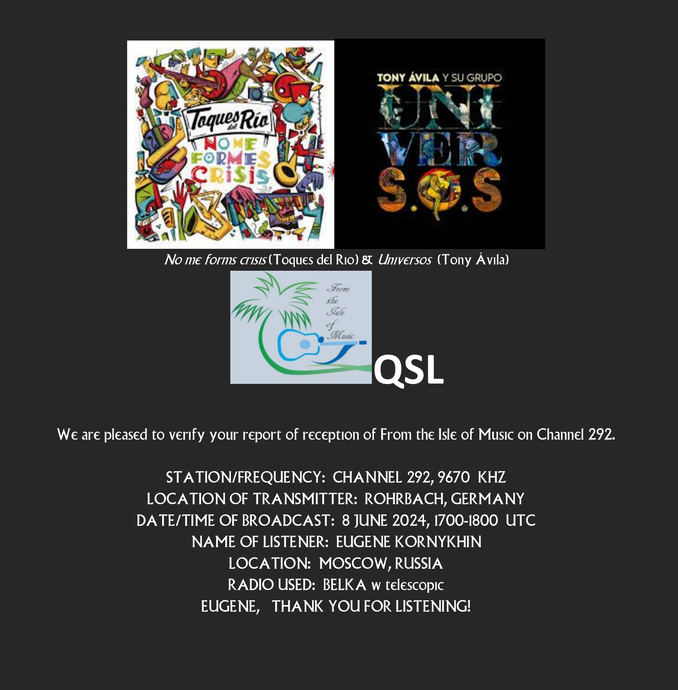 Toques del Río
NO ME
FORMES
CRISIS
TONY ÁVILA Y SU GRUPO
UNI
VER
S.O.S
No me forms crisis (Toques del Rio) & Universos (Tony Ávila)
From
the
Isle
of
Music
QSL
We are pleased to verify your report of reception of From the Isle of Music on Channel 292.
STATION/FREQUENCY: CHANNEL 292, 9670 KHZ
LOCATION OF TRANSMITTER: ROHRBACH, GERMANY
DATE/TIME OF BROADCAST: 8 JUNE 2024, 1700-1800 UTC
NAME OF LISTENER: EUGENE KORNYKHIN
LOCATION: MOSCOW, RUSSIA
RADIO USED: BELKA w telescopic
EUGENE, THANK YOU FOR LISTENING!